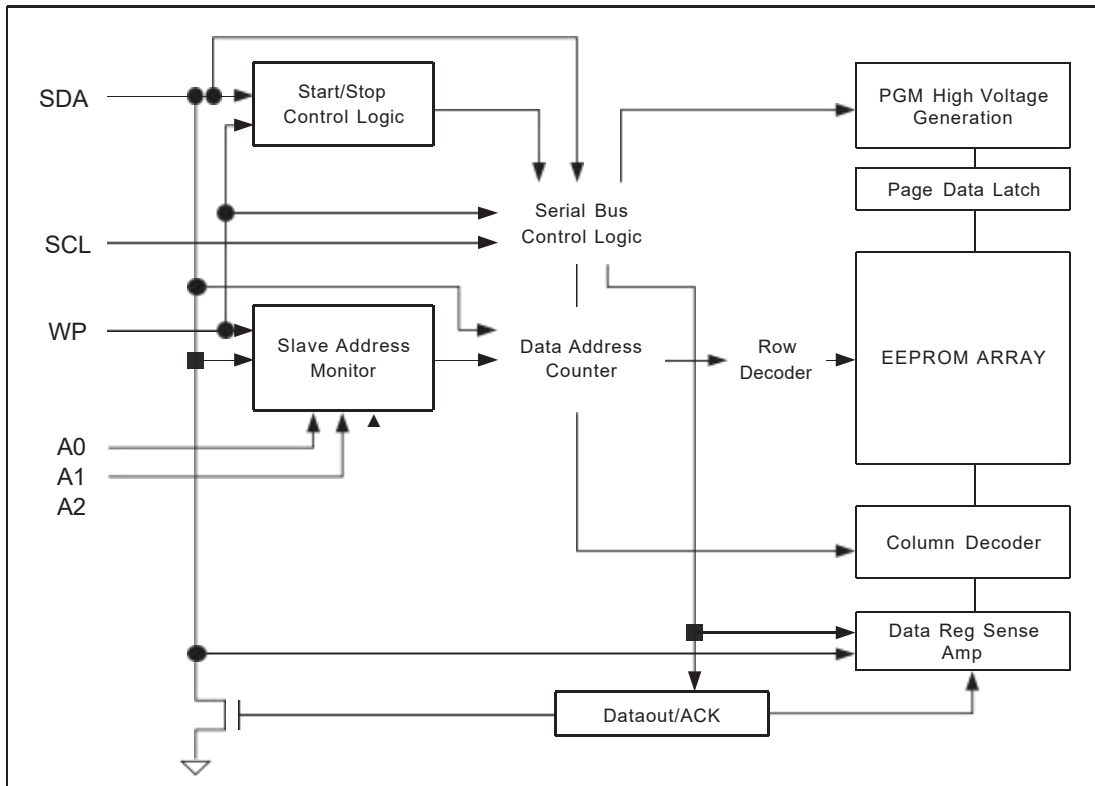 SDA
Start/Stop
Control Logic
PGM High Voltage
Generation
Page Data Latch
Serial Bus
Control Logic
SCL
WP
Slave Address
Monitor
Data Address
Counter
Row
Decoder
EEPROM ARRAY
A0
A1
A2
Column Decoder
Data Reg Sense
Amp
Dataout/ACK